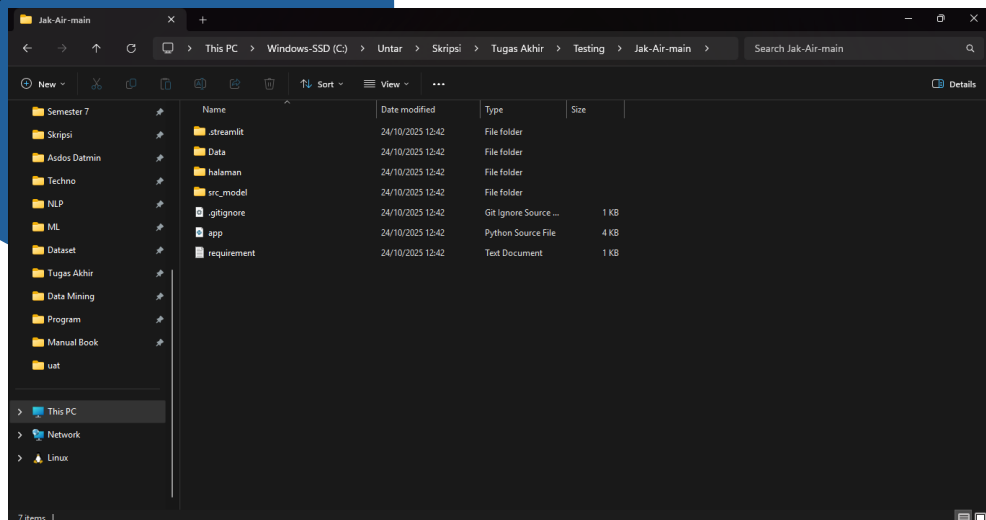 Jak-Air-main
This PC > Windows-SSD (C:) > Untar > Skripsi > Tugas Akhir > Testing > Jak-Air-main >
Search Jak-Air-main
New
Sort
View
Details
Semester 7
Skripsi
Asdos Datmin
Techno
NLP
ML
Dataset
Tugas Akhir
Data Mining
Program
Manual Book
uat
This PC
Network
Linux
Name Date modified Type Size
.streamlit 24/10/2025 12:42 File folder
Data 24/10/2025 12:42 File folder
halaman 24/10/2025 12:42 File folder
src_model 24/10/2025 12:42 File folder
.gitignore 24/10/2025 12:42 Git Ignore Source ... 1 KB
app 24/10/2025 12:42 Python Source File 4 KB
requirement 24/10/2025 12:42 Text Document 1 KB
7 items